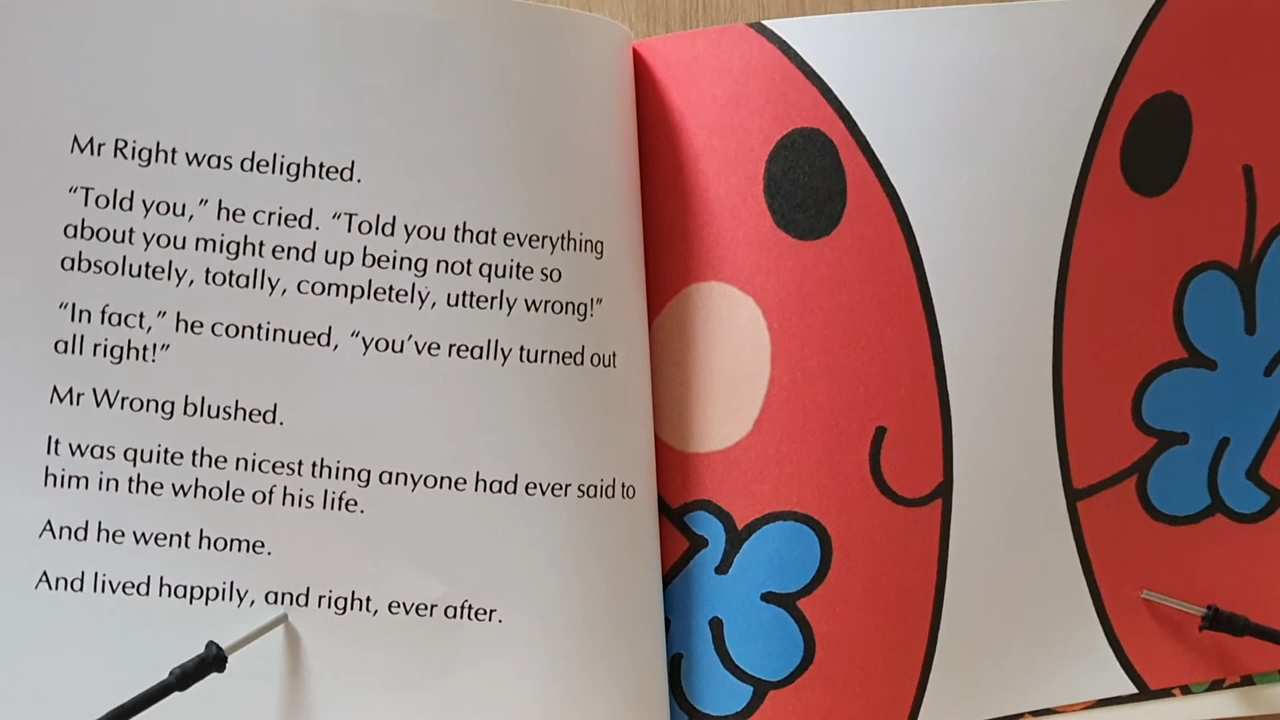 Mr Right was delighted.
“Told you,” he cried. “Told you that everything
about you might end up being not quite so
absolutely, totally, completely, utterly wrong!”
“In fact,” he continued, “you’ve really turned out
all right!”
Mr Wrong blushed.
It was quite the nicest thing anyone had ever said to
him in the whole of his life.
And he went home.
And lived happily, and right, ever after.